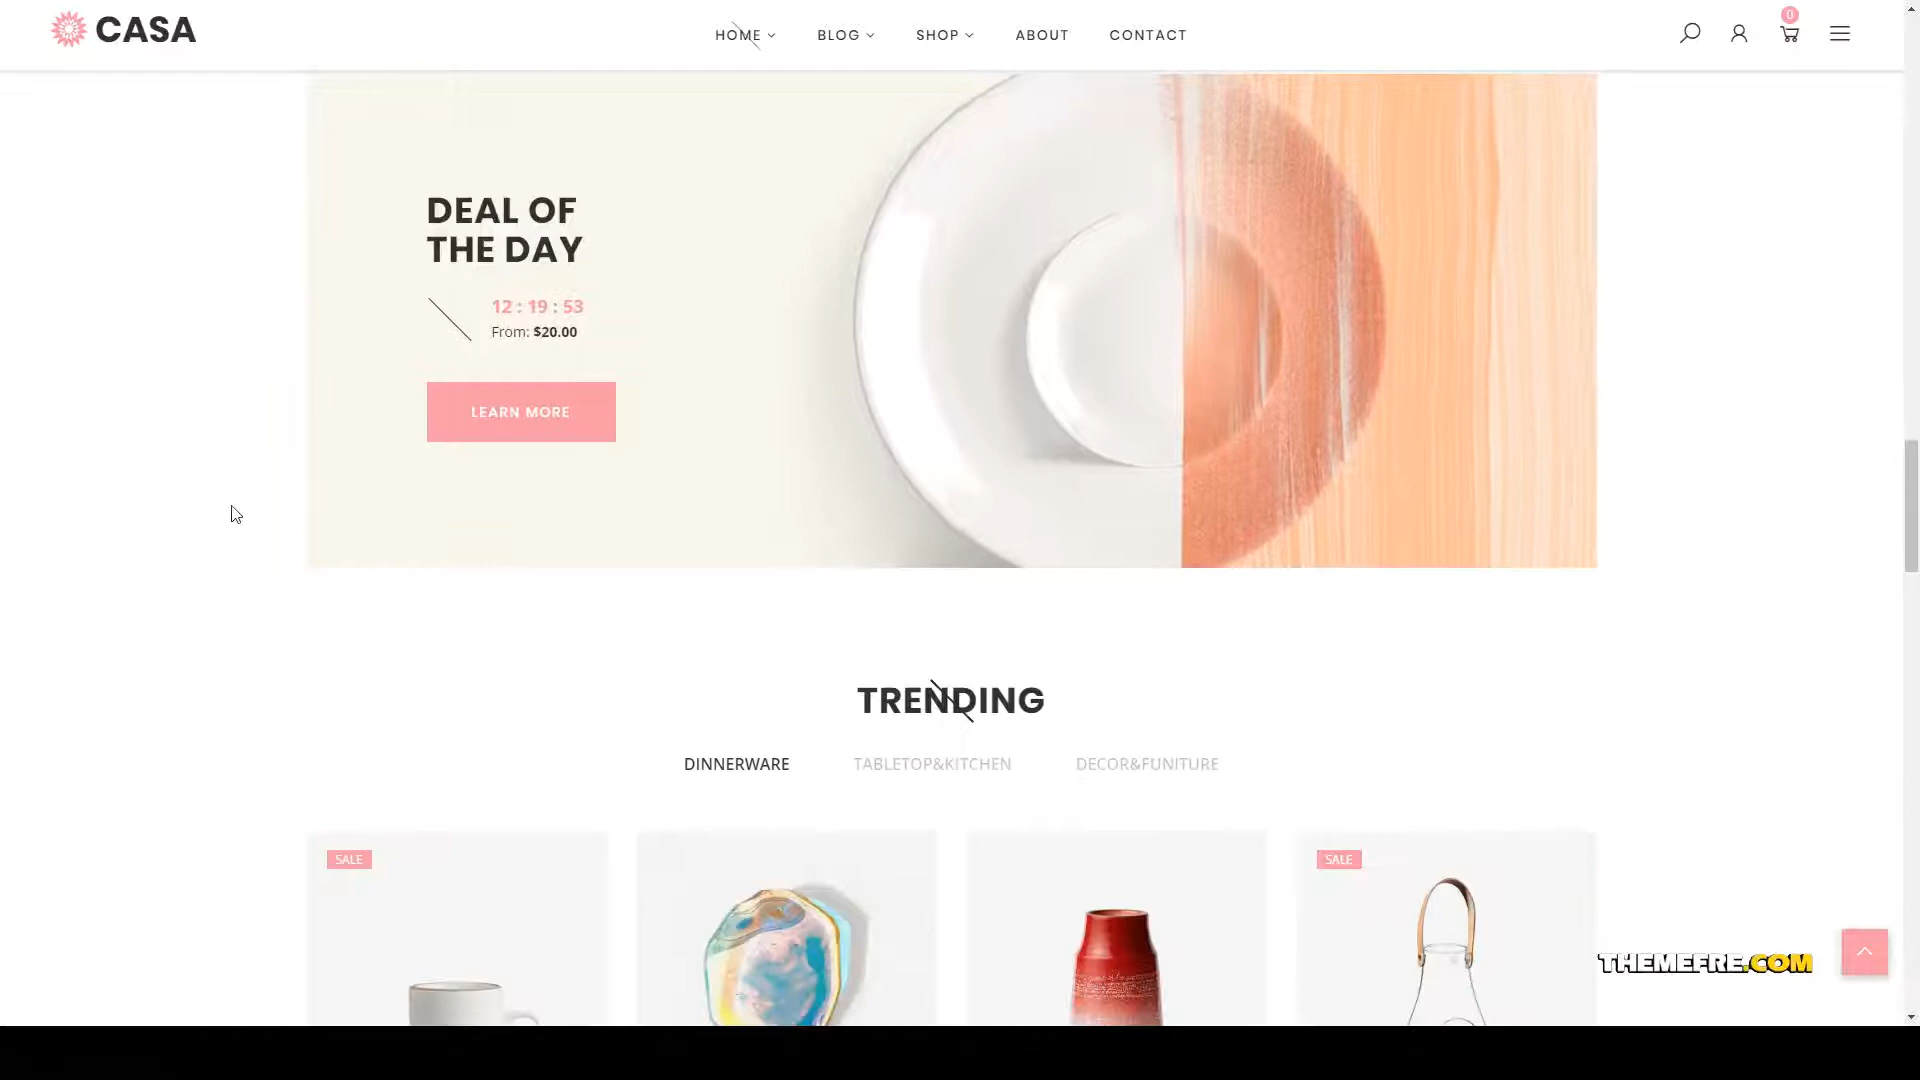 CASA
HOME
BLOG
SHOP
ABOUT
CONTACT
0
DEAL OF
THE DAY
12 : 19 : 53
From: $20.00
LEARN MORE
TRENDING
DINNERWARE
TABLETOP&KITCHEN
DECOR&FUNITURE
SALE
SALE
THEMEFRE.COM